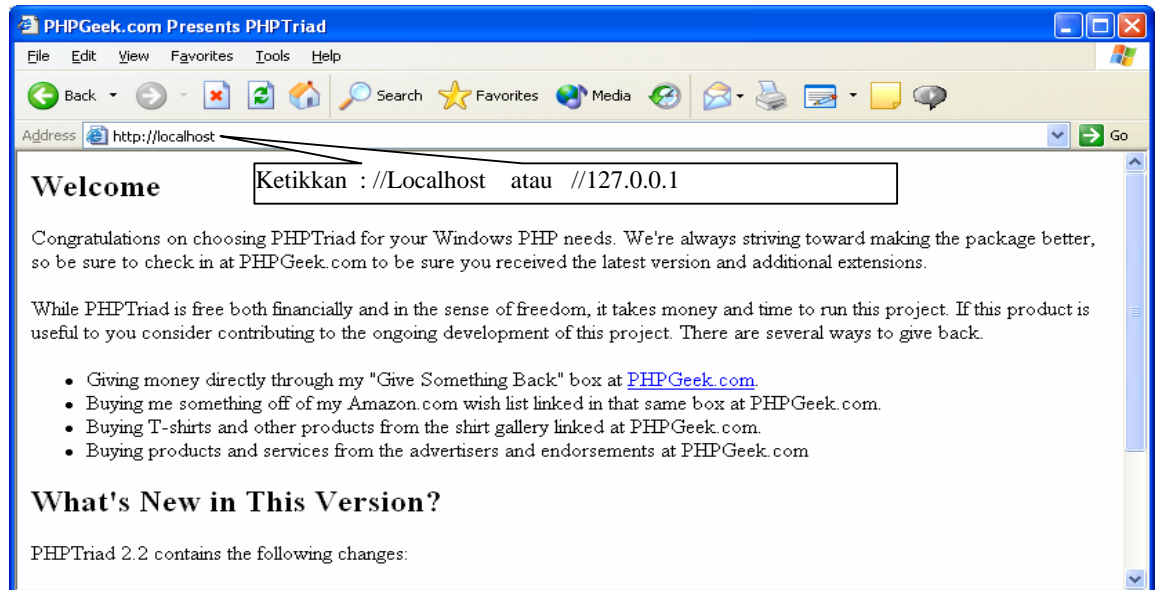 PHPGeek.com Presents PHPTriad
File Edit View Favorites Tools Help
Back Search Favorites Media
Address http://localhost Go
Ketikkan : //Localhost atau //127.0.0.1
Welcome
Congratulations on choosing PHPTriad for your Windows PHP needs. We're always striving toward making the package better,
so be sure to check in at PHPGeek.com to be sure you received the latest version and additional extensions.
While PHPTriad is free both financially and in the sense of freedom, it takes money and time to run this project. If this product is
useful to you consider contributing to the ongoing development of this project. There are several ways to give back.
• Giving money directly through my "Give Something Back" box at PHPGeek.com.
• Buying me something off of my Amazon.com wish list linked in that same box at PHPGeek.com.
• Buying T-shirts and other products from the shirt gallery linked at PHPGeek.com.
• Buying products and services from the advertisers and endorsements at PHPGeek.com
What's New in This Version?
PHPTriad 2.2 contains the following changes: